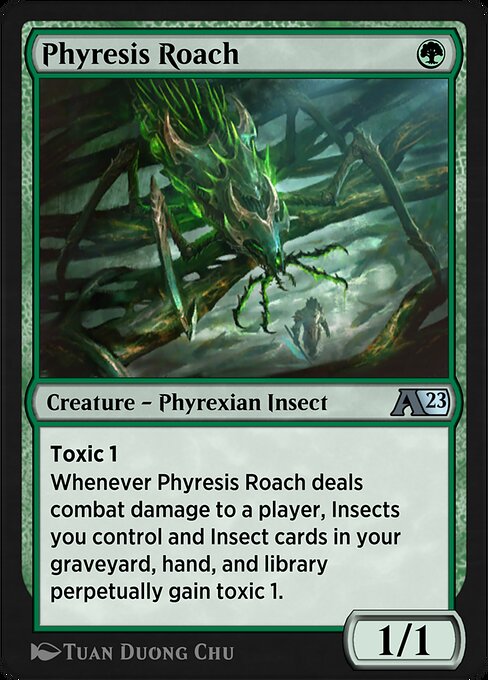 Phyresis Roach
Creature – Phyrexian Insect
A23
Toxic 1
Whenever Phyresis Roach deals
combat damage to a player, Insects
you control and Insect cards in your
graveyard, hand, and library
perpetually gain toxic 1.
1/1
Tuan Duong Chu